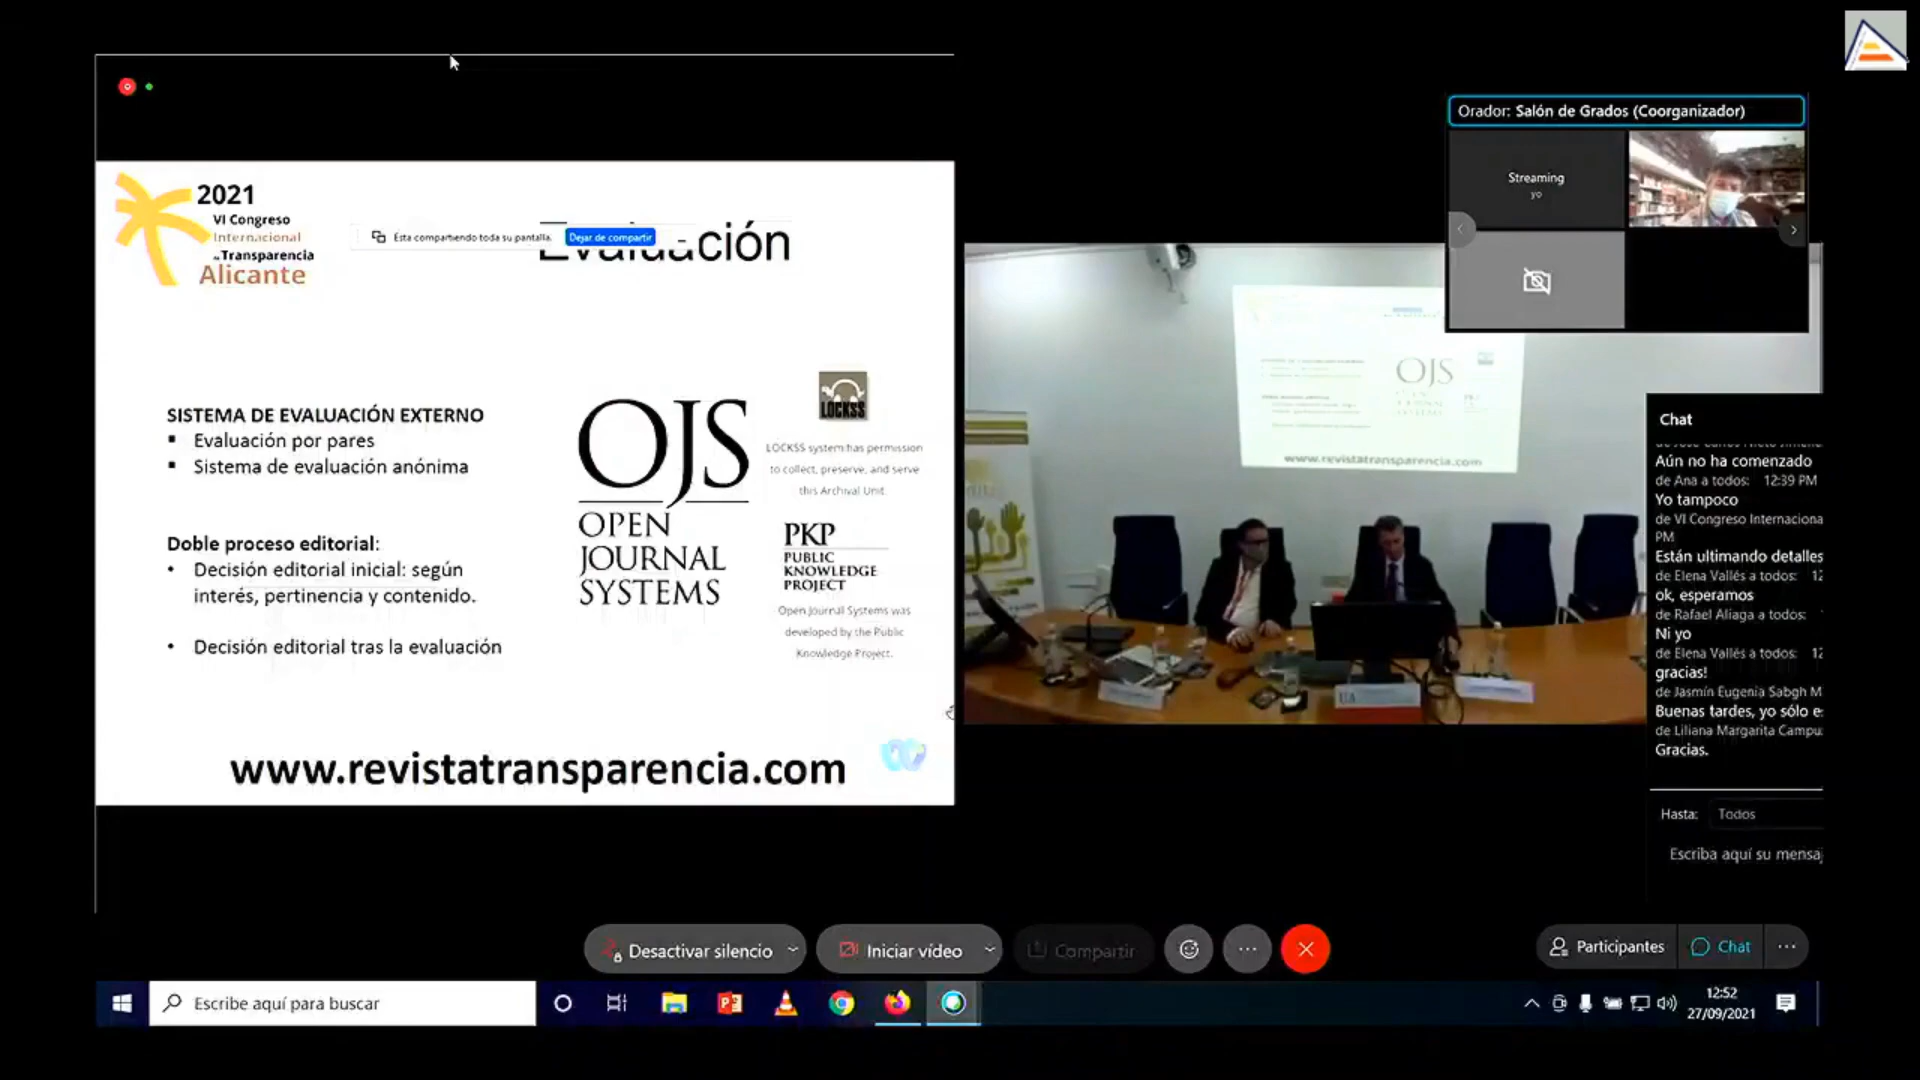 2021
VI Congreso
Internacional
de Transparencia
Alicante
Está compartiendo toda su pantalla.
Dejar de compartir
Evaluación
SISTEMA DE EVALUACIÓN EXTERNO
Evaluación por pares
Sistema de evaluación anónima
Doble proceso editorial:
Decisión editorial inicial: según
interés, pertinencia y contenido.
Decisión editorial tras la evaluación
OJS
OPEN
JOURNAL
SYSTEMS
LOCKSS
LOCKSS system has permission
to collect, preserve, and serve
this Archival Unit
PKP
PUBLIC
KNOWLEDGE
PROJECT
Open Journal Systems was
developed by the Public
Knowledge Project.
www.revistatransparencia.com
Orador: Salón de Grados (Coorganizador)
Streaming
yo
OJS
www.revistatransparencia.com
UA
Chat
Aún no ha comenzado
de Ana a todos: 12:39 PM
Yo tampoco
de VI Congreso Internaciona
PM
Están ultimando detalles
de Elena Vallés a todos: 12
ok, esperamos
de Rafael Aliaga a todos:
Ni yo
de Elena Vallés a todos: 12
gracias!
de Jasmín Eugenia Sabgh M
Buenas tardes, yo sólo e
de Liliana Margarita Campu
Gracias.
Hasta: Todos
Escriba aquí su mensaj
Desactivar silencio
Iniciar vídeo
Compartir
Participantes
Chat
Escribe aquí para buscar
12:52
27/09/2021